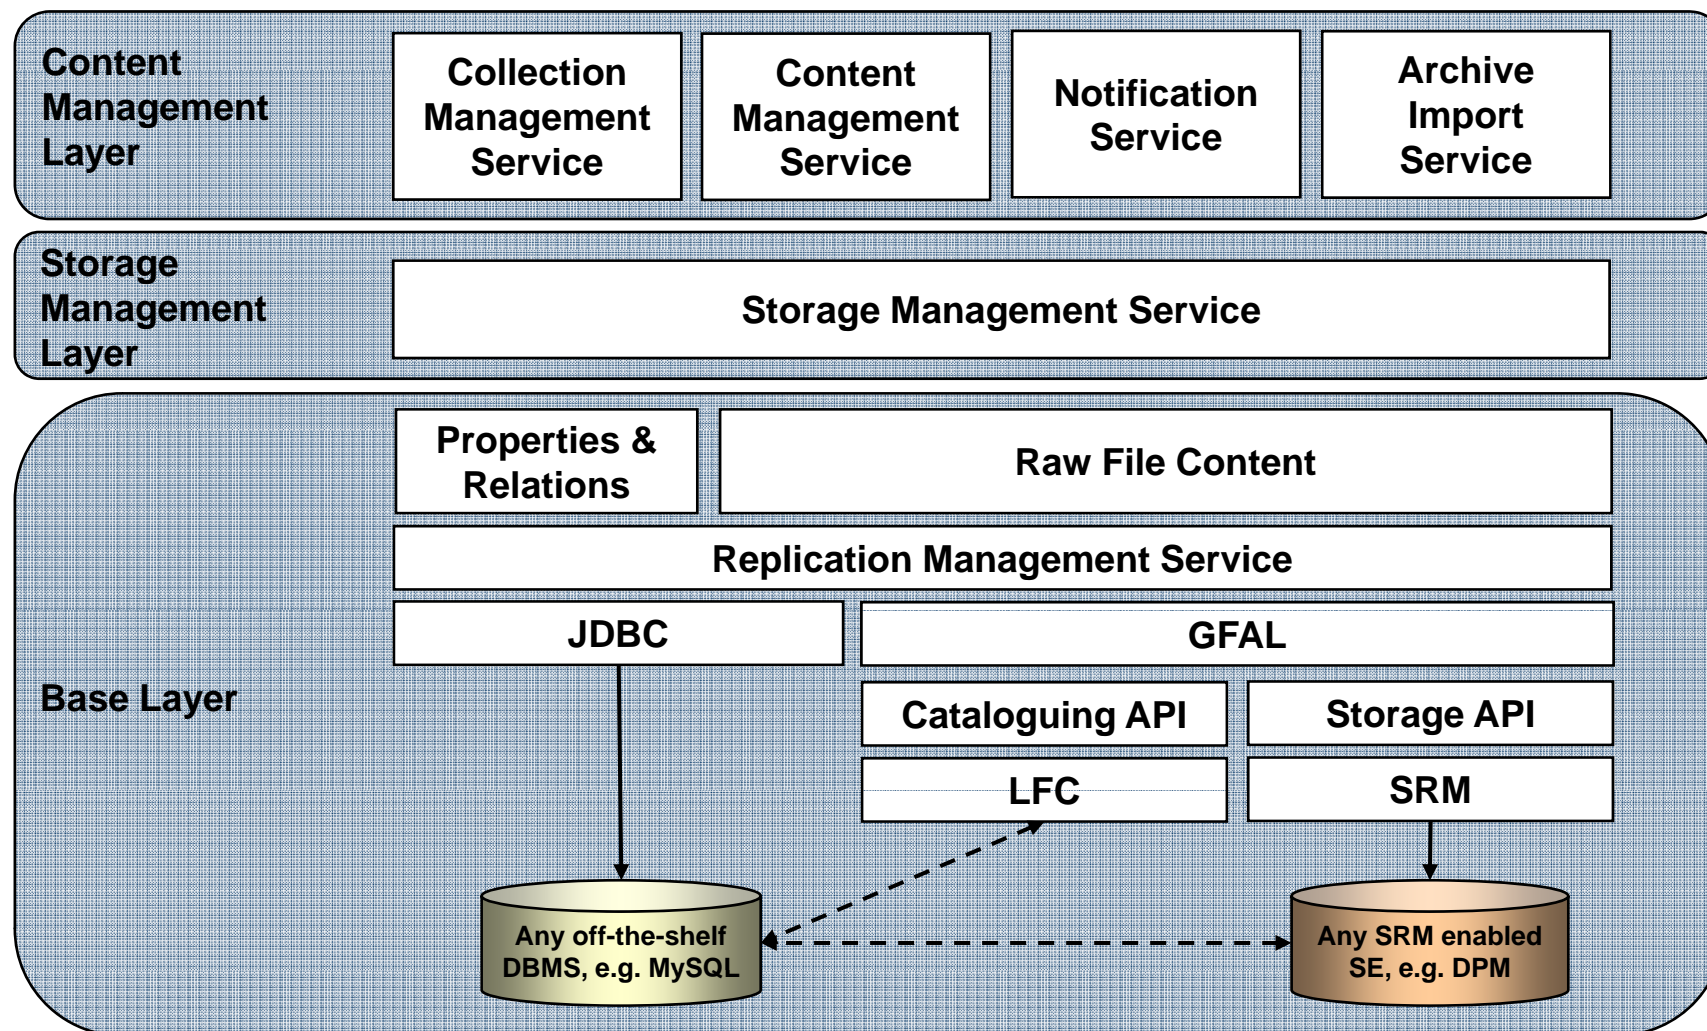 Content
Management
Layer
Collection
Management
Service
Content
Management
Service
Notification
Service
Archive
Import
Service
Storage
Management
Layer
Storage Management Service
Base Layer
Properties &
Relations
Raw File Content
Replication Management Service
JDBC
GFAL
Cataloguing API
Storage API
LFC
SRM
Any off-the-shelf
DBMS, e.g. MySQL
Any SRM enabled
SE, e.g. DPM